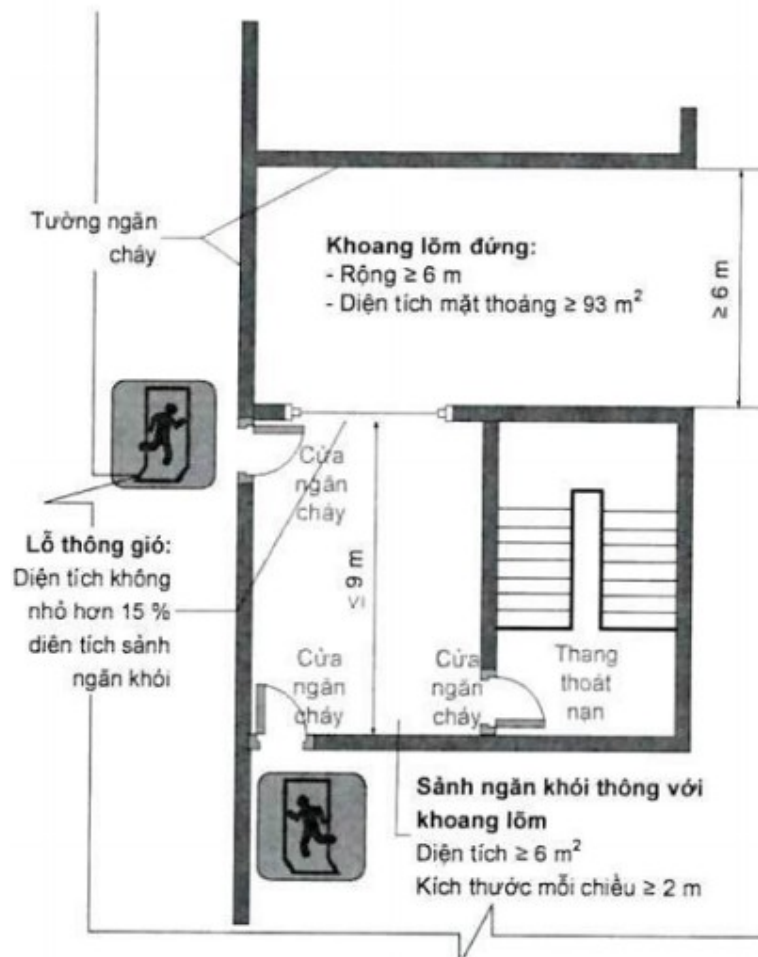 Tường ngăn
cháy
Khoang lõm đứng:
- Rộng ≥ 6 m
- Diện tích mặt thoáng ≥ 93 m²
≥ 6 m
Cửa
ngăn
cháy
Lỗ thông gió:
Diện tích không
nhỏ hơn 15 %
diên tích sảnh
ngăn khói
≤ 9 m
Cửa
ngăn
cháy
Cửa
ngăn
cháy
Thang
thoát
nạn
Sảnh ngăn khói thông với
khoang lõm
Diện tích ≥ 6 m²
Kích thước mỗi chiều ≥ 2 m